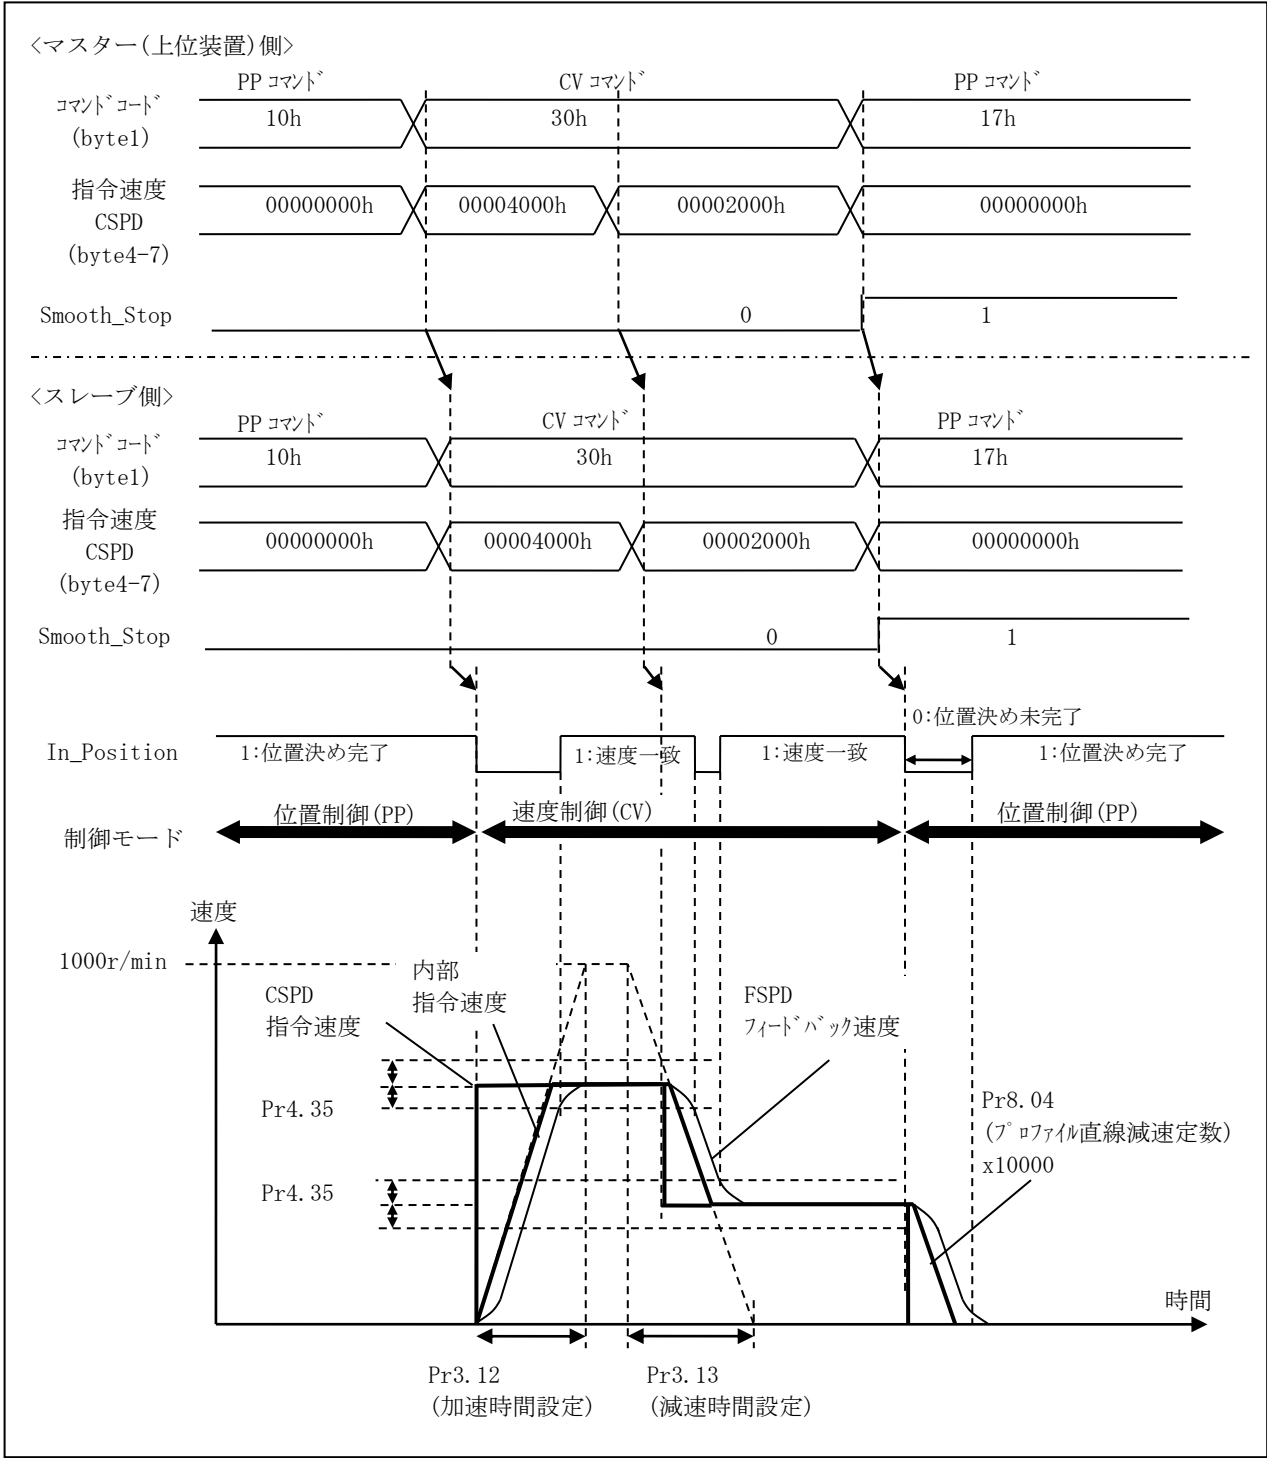 <マスター(上位装置)側>
PP ｺﾏﾝﾄﾞ
CV ｺﾏﾝﾄﾞ
PP ｺﾏﾝﾄﾞ
ｺﾏﾝﾄﾞｺｰﾄﾞ
(byte1)
10h
30h
17h
指令速度
CSPD
(byte4-7)
00000000h
00004000h
00002000h
00000000h
Smooth_Stop
0
1
<スレーブ側>
PP ｺﾏﾝﾄﾞ
CV ｺﾏﾝﾄﾞ
PP ｺﾏﾝﾄﾞ
ｺﾏﾝﾄﾞｺｰﾄﾞ
(byte1)
10h
30h
17h
指令速度
CSPD
(byte4-7)
00000000h
00004000h
00002000h
00000000h
Smooth_Stop
0
1
0:位置決め未完了
In_Position
1:位置決め完了
1:速度一致
1:速度一致
1:位置決め完了
制御モード
位置制御(PP)
速度制御(CV)
位置制御(PP)
速度
1000r/min
CSPD
指令速度
内部
指令速度
FSPD
ﾌｨｰﾄﾞﾊﾞｯｸ速度
Pr4.35
Pr4.35
Pr8.04
(ﾌﾟﾛﾌｧｲﾙ直線減速定数)
x10000
時間
Pr3.12
(加速時間設定)
Pr3.13
(減速時間設定)